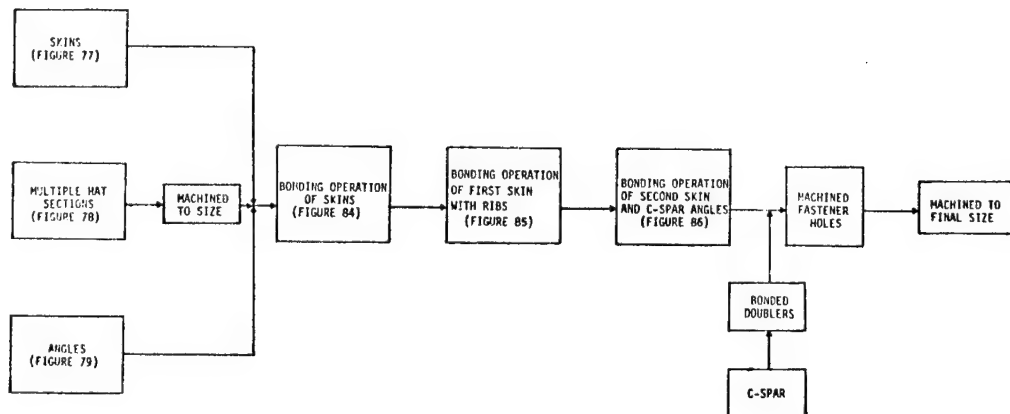 SKINS
(FIGURE 77)
MULTIPLE HAT
SECTIONS
(FIGURE 78)
MACHINED
TO SIZE
ANGLES
(FIGURE 79)
BONDING OPERATION
OF SKINS
(FIGURE 84)
BONDING OPERATION
OF FIRST SKIN
WITH RIBS
(FIGURE 85)
BONDING OPERATION
OF SECOND SKIN
AND C-SPAR ANGLES
(FIGURE 86)
MACHINED
FASTENER
HOLES
MACHINED TO
FINAL SIZE
BONDED
DOUBLERS
C-SPAR